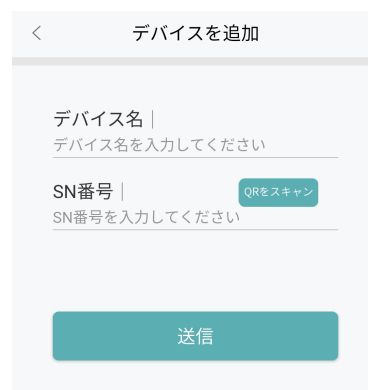 デバイスを追加
デバイス名
デバイス名を入力してください
SN番号
QRをスキャン
SN番号を入力してください
送信